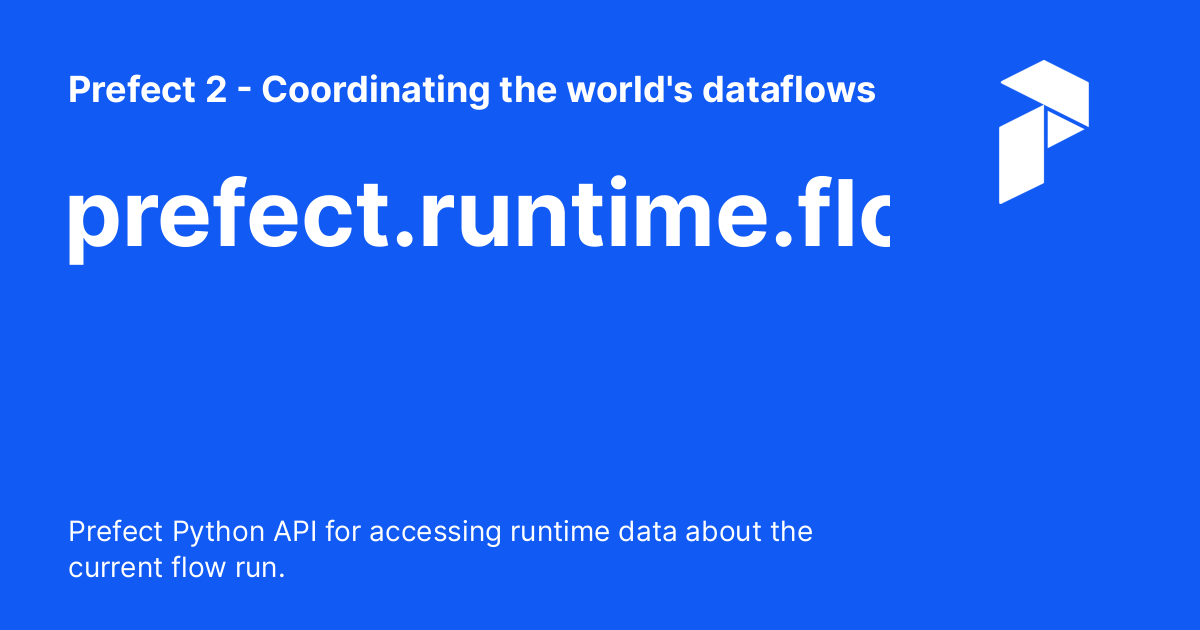 Prefect 2 - Coordinating the world's dataflows
prefect.runtime.flo
Prefect Python API for accessing runtime data about the
current flow run.